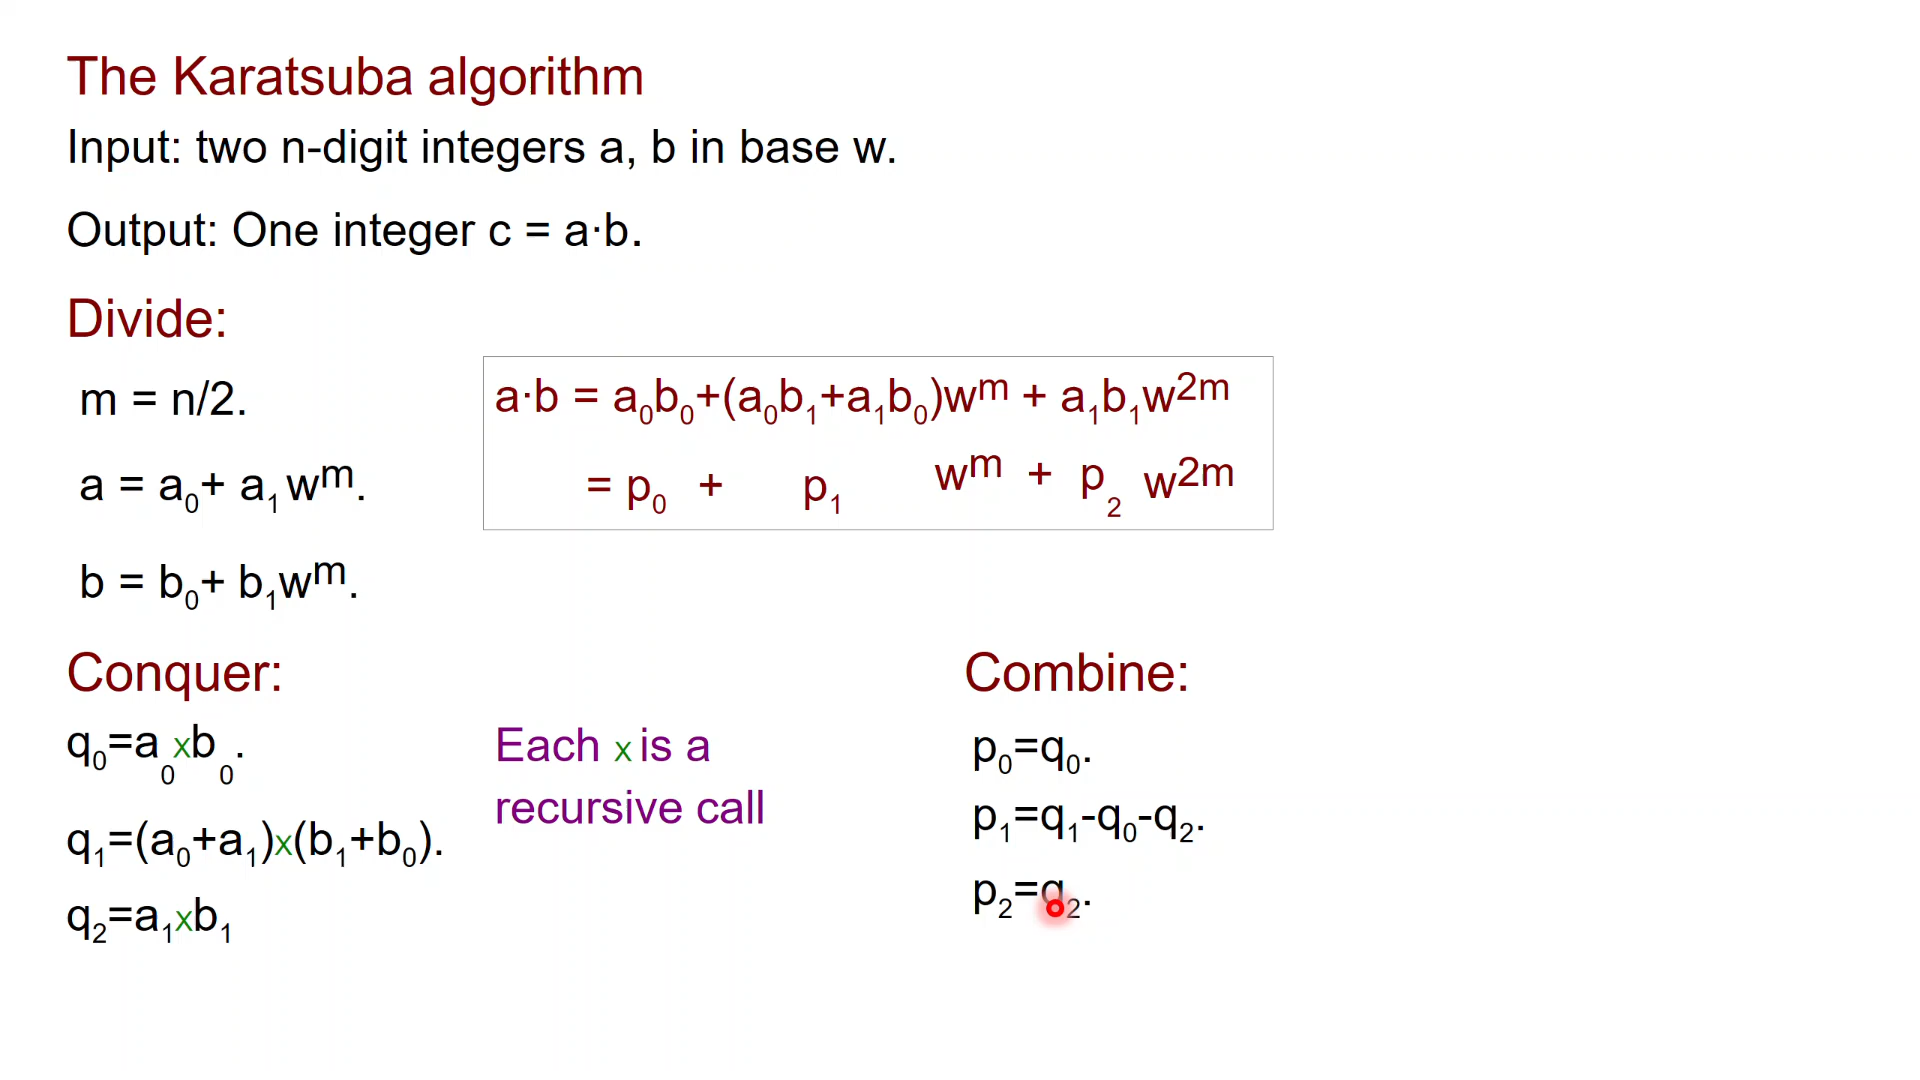 The Karatsuba algorithm
Input: two n-digit integers a, b in base w.
Output: One integer c = a·b.
Divide:
m = n/2.
a = a₀+ a₁wᵐ.
b = b₀+ b₁wᵐ.
a·b = a₀b₀+(a₀b₁+a₁b₀)wᵐ + a₁b₁w²ᵐ
= p₀ + p₁ wᵐ + p₂ w²ᵐ
Conquer:
q₀=a₀xb₀.
q₁=(a₀+a₁)x(b₁+b₀).
q₂=a₁xb₁
Each x is a
recursive call
Combine:
p₀=q₀.
p₁=q₁-q₀-q₂.
p₂=q₂.